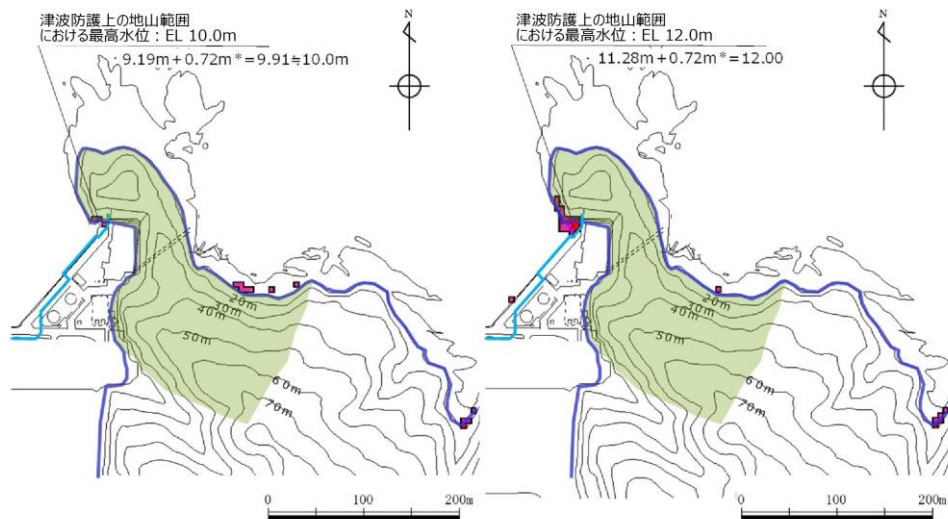 津波防護上の地山範囲
における最高水位：EL 10.0m
9.19m＋0.72m*=9.91≒10.0m
N
20m
30m
40m
50m
60m
70m
0 100 200m
津波防護上の地山範囲
における最高水位：EL 12.0m
11.28m＋0.72m*=12.00
N
20m
30m
40m
50m
60m
70m
0 100 200m